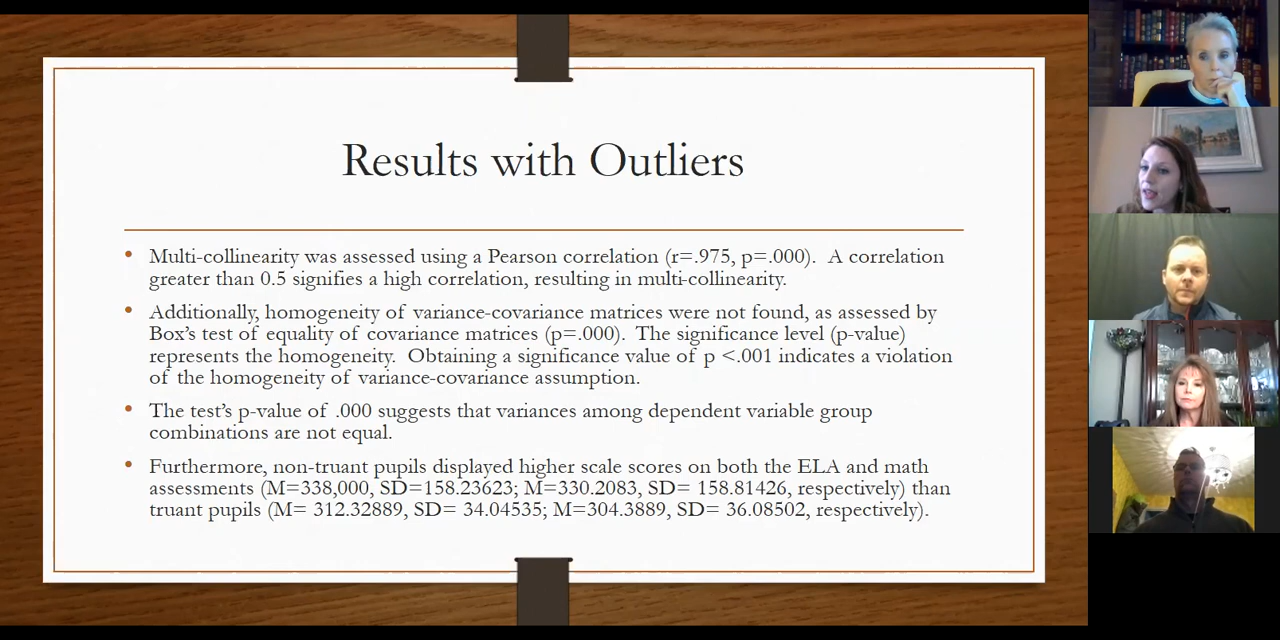 Results with Outliers
• Multi-collinearity was assessed using a Pearson correlation (r=.975, p=.000).  A correlation
greater than 0.5 signifies a high correlation, resulting in multi-collinearity.
• Additionally, homogeneity of variance-covariance matrices were not found, as assessed by
Box's test of equality of covariance matrices (p=.000).  The significance level (p-value)
represents the homogeneity.  Obtaining a significance value of p <.001 indicates a violation
of the homogeneity of variance-covariance assumption.
• The test's p-value of .000 suggests that variances among dependent variable group
combinations are not equal.
• Furthermore, non-truant pupils displayed higher scale scores on both the ELA and math
assessments (M=338,000, SD=158.23623; M=330.2083, SD= 158.81426, respectively) than
truant pupils (M= 312.32889, SD= 34.04535; M=304.3889, SD= 36.08502, respectively).